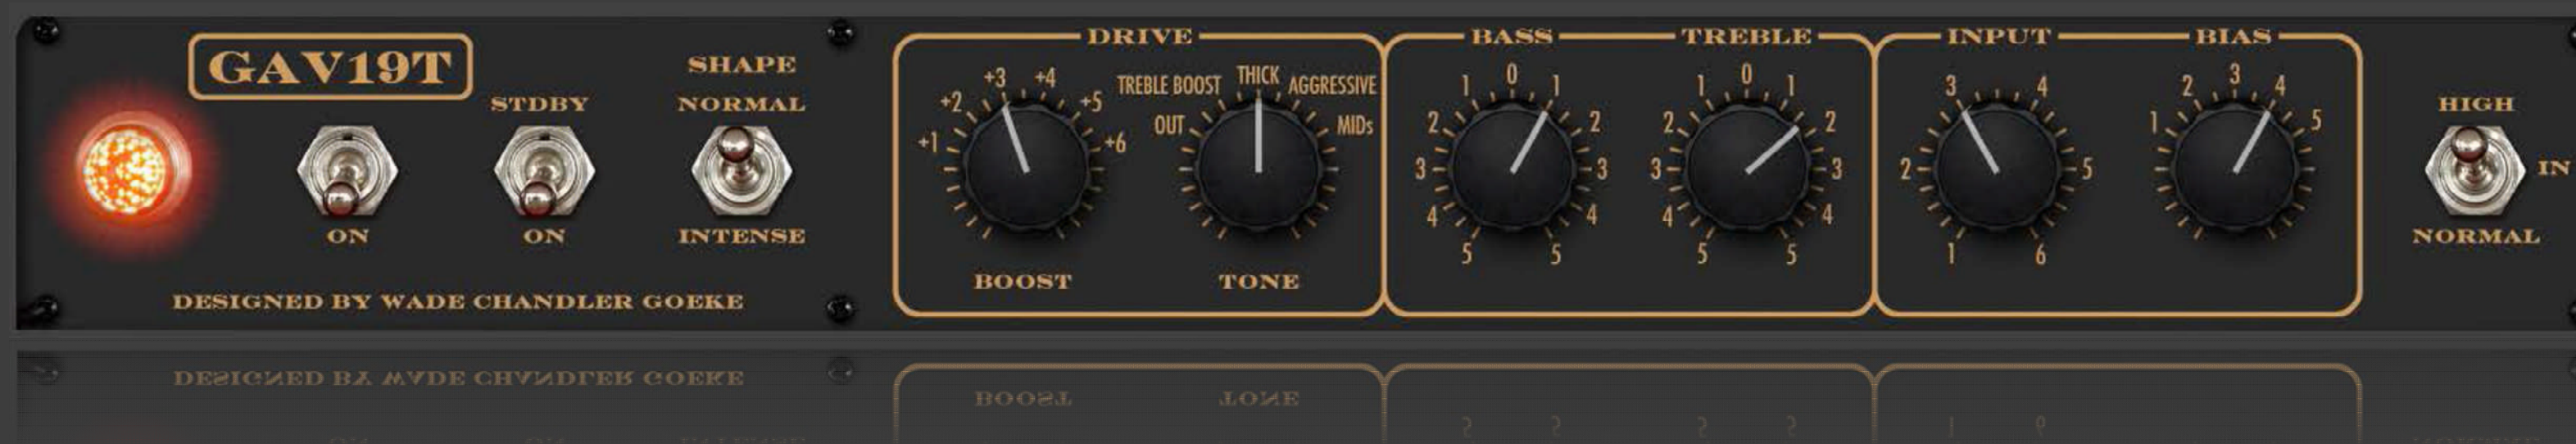 GAV19T
ON
STDBY
ON
SHAPE
NORMAL
INTENSE
DESIGNED BY WADE CHANDLER GOEKE
DRIVE
+1 +2 +3 +4 +5 +6
BOOST
OUT TREBLE BOOST THICK AGGRESSIVE MIDs
TONE
BASS
5 4 3 2 1 0 1 2 3 4 5
TREBLE
5 4 3 2 1 0 1 2 3 4 5
INPUT
1 2 3 4 5 6
BIAS
1 2 3 4 5
HIGH
IN
NORMAL